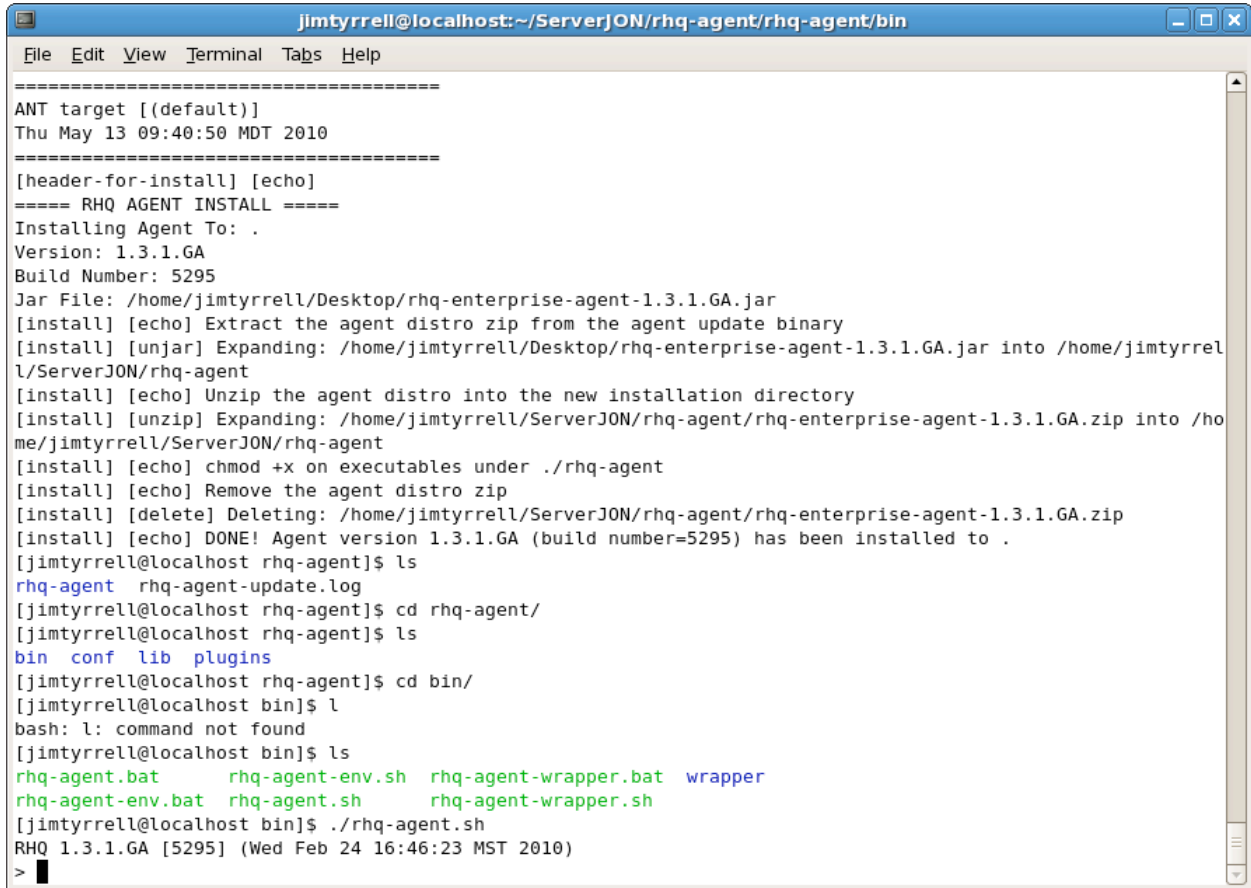 jimtyrrell@localhost:~/ServerJON/rhq-agent/rhq-agent/bin
File Edit View Terminal Tabs Help
======================================
ANT target [(default)]
Thu May 13 09:40:50 MDT 2010
======================================
[header-for-install] [echo]
===== RHQ AGENT INSTALL =====
Installing Agent To: .
Version: 1.3.1.GA
Build Number: 5295
Jar File: /home/jimtyrrell/Desktop/rhq-enterprise-agent-1.3.1.GA.jar
[install] [echo] Extract the agent distro zip from the agent update binary
[install] [unjar] Expanding: /home/jimtyrrell/Desktop/rhq-enterprise-agent-1.3.1.GA.jar into /home/jimtyrrel
l/ServerJON/rhq-agent
[install] [echo] Unzip the agent distro into the new installation directory
[install] [unzip] Expanding: /home/jimtyrrell/ServerJON/rhq-agent/rhq-enterprise-agent-1.3.1.GA.zip into /ho
me/jimtyrrell/ServerJON/rhq-agent
[install] [echo] chmod +x on executables under ./rhq-agent
[install] [echo] Remove the agent distro zip
[install] [delete] Deleting: /home/jimtyrrell/ServerJON/rhq-agent/rhq-enterprise-agent-1.3.1.GA.zip
[install] [echo] DONE! Agent version 1.3.1.GA (build number=5295) has been installed to .
[jimtyrrell@localhost rhq-agent]$ ls
rhq-agent  rhq-agent-update.log
[jimtyrrell@localhost rhq-agent]$ cd rhq-agent/
[jimtyrrell@localhost rhq-agent]$ ls
bin  conf  lib  plugins
[jimtyrrell@localhost rhq-agent]$ cd bin/
[jimtyrrell@localhost bin]$ l
bash: l: command not found
[jimtyrrell@localhost bin]$ ls
rhq-agent.bat      rhq-agent-env.sh  rhq-agent-wrapper.bat  wrapper
rhq-agent-env.bat  rhq-agent.sh      rhq-agent-wrapper.sh
[jimtyrrell@localhost bin]$ ./rhq-agent.sh
RHQ 1.3.1.GA [5295] (Wed Feb 24 16:46:23 MST 2010)
>